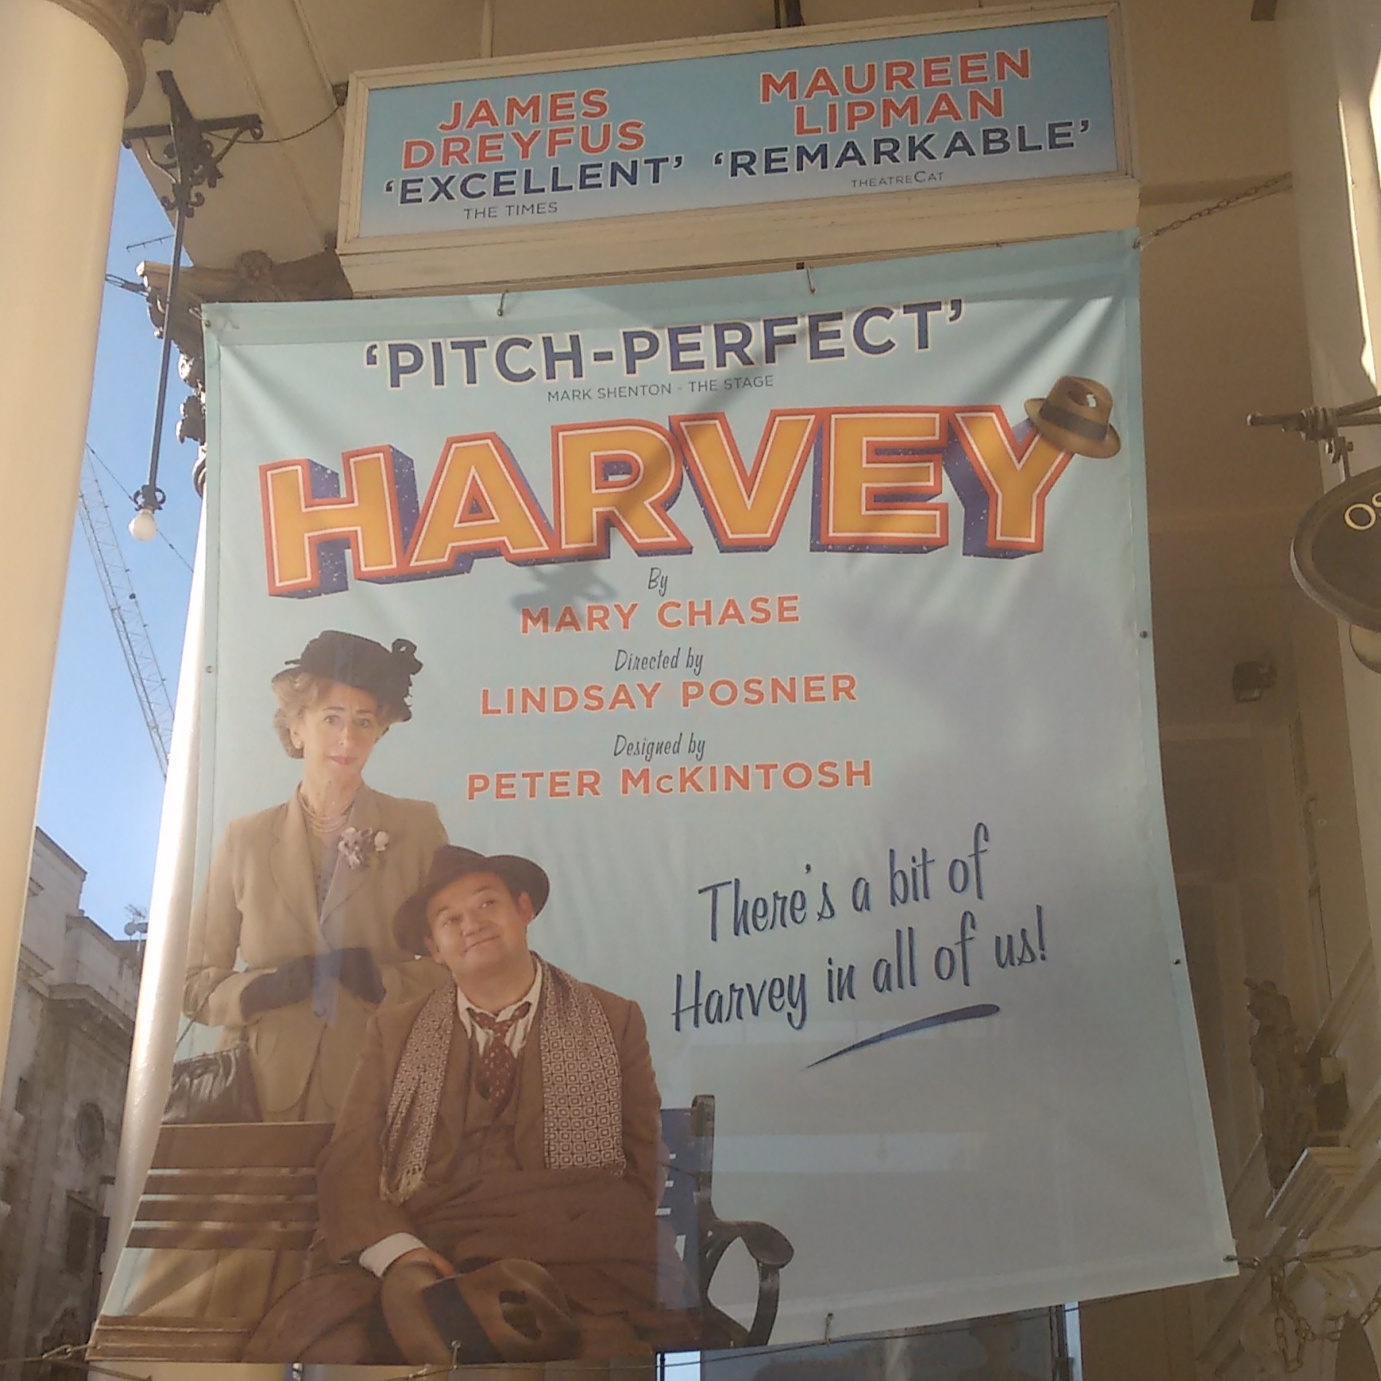 JAMES
DREYFUS
'EXCELLENT'
THE TIMES
MAUREEN
LIPMAN
'REMARKABLE'
THEATRECAT
'PITCH-PERFECT'
MARK SHENTON - THE STAGE
HARVEY
By
MARY CHASE
Directed by
LINDSAY POSNER
Designed by
PETER McKINTOSH
There's a bit of
Harvey in all of us!